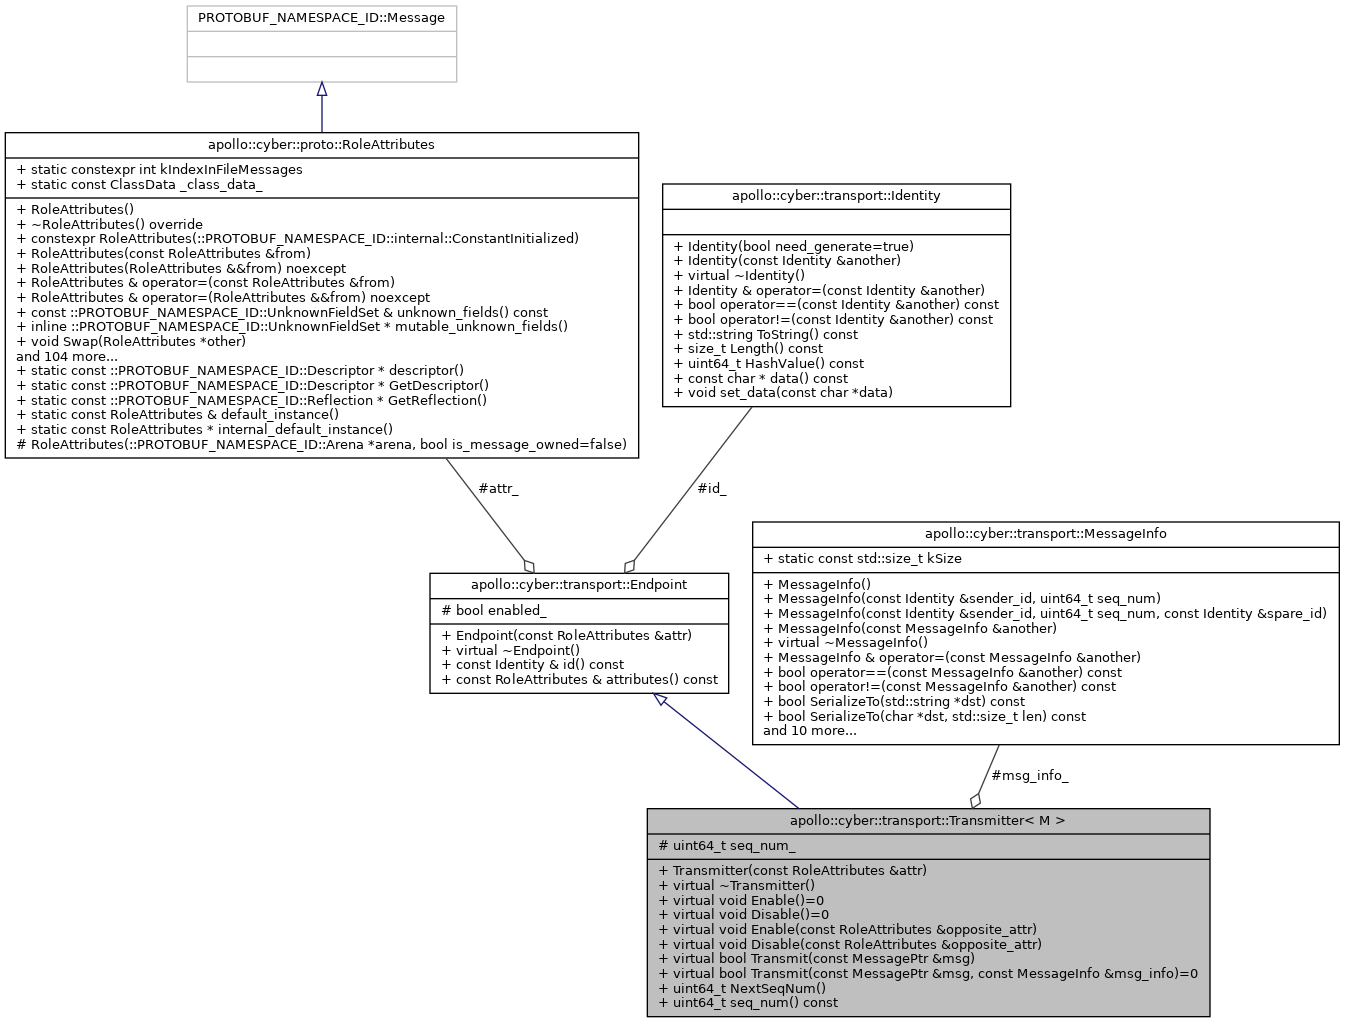 PROTOBUF_NAMESPACE_ID::Message
apollo::cyber::proto::RoleAttributes
+ static constexpr int kIndexInFileMessages
+ static const ClassData _class_data_
+ RoleAttributes()
+ ~RoleAttributes() override
+ constexpr RoleAttributes(::PROTOBUF_NAMESPACE_ID::internal::ConstantInitialized)
+ RoleAttributes(const RoleAttributes &from)
+ RoleAttributes(RoleAttributes &&from) noexcept
+ RoleAttributes & operator=(const RoleAttributes &from)
+ RoleAttributes & operator=(RoleAttributes &&from) noexcept
+ const ::PROTOBUF_NAMESPACE_ID::UnknownFieldSet & unknown_fields() const
+ inline ::PROTOBUF_NAMESPACE_ID::UnknownFieldSet * mutable_unknown_fields()
+ void Swap(RoleAttributes *other)
and 104 more...
+ static const ::PROTOBUF_NAMESPACE_ID::Descriptor * descriptor()
+ static const ::PROTOBUF_NAMESPACE_ID::Descriptor * GetDescriptor()
+ static const ::PROTOBUF_NAMESPACE_ID::Reflection * GetReflection()
+ static const RoleAttributes & default_instance()
+ static const RoleAttributes * internal_default_instance()
# RoleAttributes(::PROTOBUF_NAMESPACE_ID::Arena *arena, bool is_message_owned=false)
apollo::cyber::transport::Identity
+ Identity(bool need_generate=true)
+ Identity(const Identity &another)
+ virtual ~Identity()
+ Identity & operator=(const Identity &another)
+ bool operator==(const Identity &another) const
+ bool operator!=(const Identity &another) const
+ std::string ToString() const
+ size_t Length() const
+ uint64_t HashValue() const
+ const char * data() const
+ void set_data(const char *data)
#attr_
#id_
apollo::cyber::transport::Endpoint
# bool enabled_
+ Endpoint(const RoleAttributes &attr)
+ virtual ~Endpoint()
+ const Identity & id() const
+ const RoleAttributes & attributes() const
apollo::cyber::transport::MessageInfo
+ static const std::size_t kSize
+ MessageInfo()
+ MessageInfo(const Identity &sender_id, uint64_t seq_num)
+ MessageInfo(const Identity &sender_id, uint64_t seq_num, const Identity &spare_id)
+ MessageInfo(const MessageInfo &another)
+ virtual ~MessageInfo()
+ MessageInfo & operator=(const MessageInfo &another)
+ bool operator==(const MessageInfo &another) const
+ bool operator!=(const MessageInfo &another) const
+ bool SerializeTo(std::string *dst) const
+ bool SerializeTo(char *dst, std::size_t len) const
and 10 more...
#msg_info_
apollo::cyber::transport::Transmitter< M >
# uint64_t seq_num_
+ Transmitter(const RoleAttributes &attr)
+ virtual ~Transmitter()
+ virtual void Enable()=0
+ virtual void Disable()=0
+ virtual void Enable(const RoleAttributes &opposite_attr)
+ virtual void Disable(const RoleAttributes &opposite_attr)
+ virtual bool Transmit(const MessagePtr &msg)
+ virtual bool Transmit(const MessagePtr &msg, const MessageInfo &msg_info)=0
+ uint64_t NextSeqNum()
+ uint64_t seq_num() const